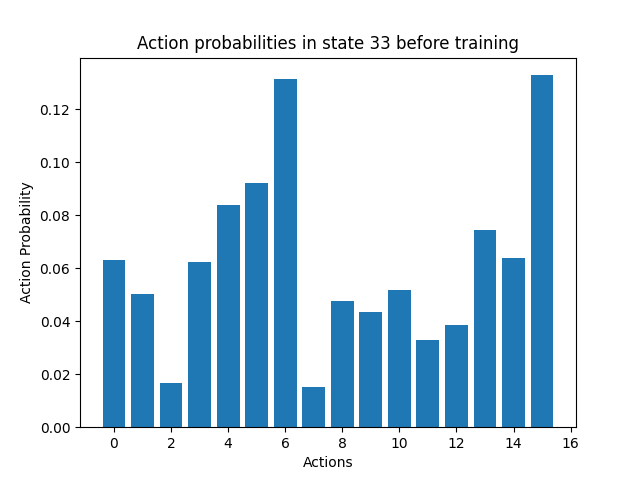 Action probabilities in state 33 before training
Action Probability
0.12
0.10
0.08
0.06
0.04
0.02
0.00
0 2 4 6 8 10 12 14 16
Actions